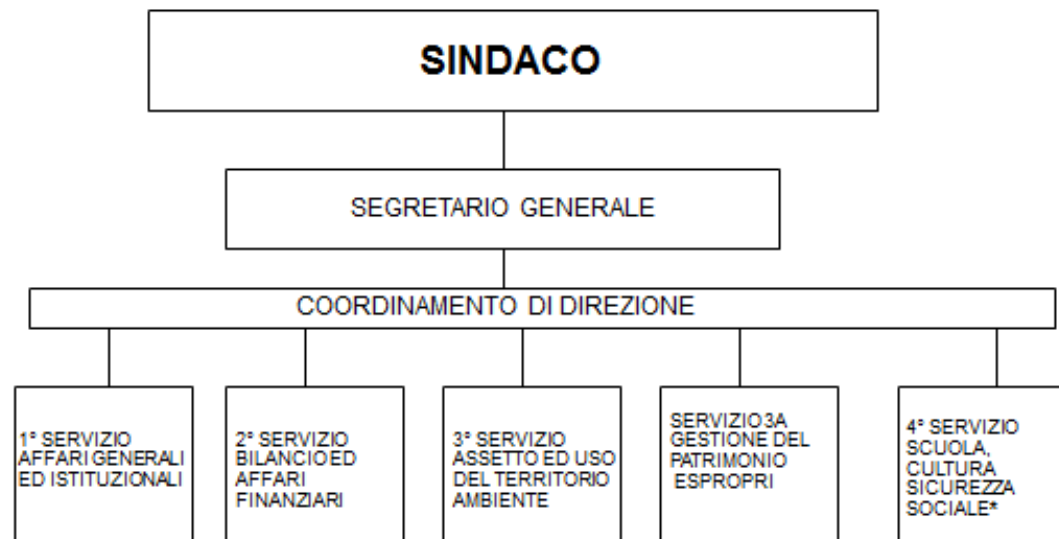 SINDACO
SEGRETARIO GENERALE
COORDINAMENTO DI DIREZIONE
1° SERVIZIO
AFFARI GENERALI
ED ISTITUZIONALI
2° SERVIZIO
BILANCIO ED
AFFARI
FINANZIARI
3° SERVIZIO
ASSETTO ED USO
DEL TERRITORIO
AMBIENTE
SERVIZIO 3A
GESTIONE DEL
PATRIMONIO
ESPROPRI
4° SERVIZIO
SCUOLA,
CULTURA
SICUREZZA
SOCIALE*